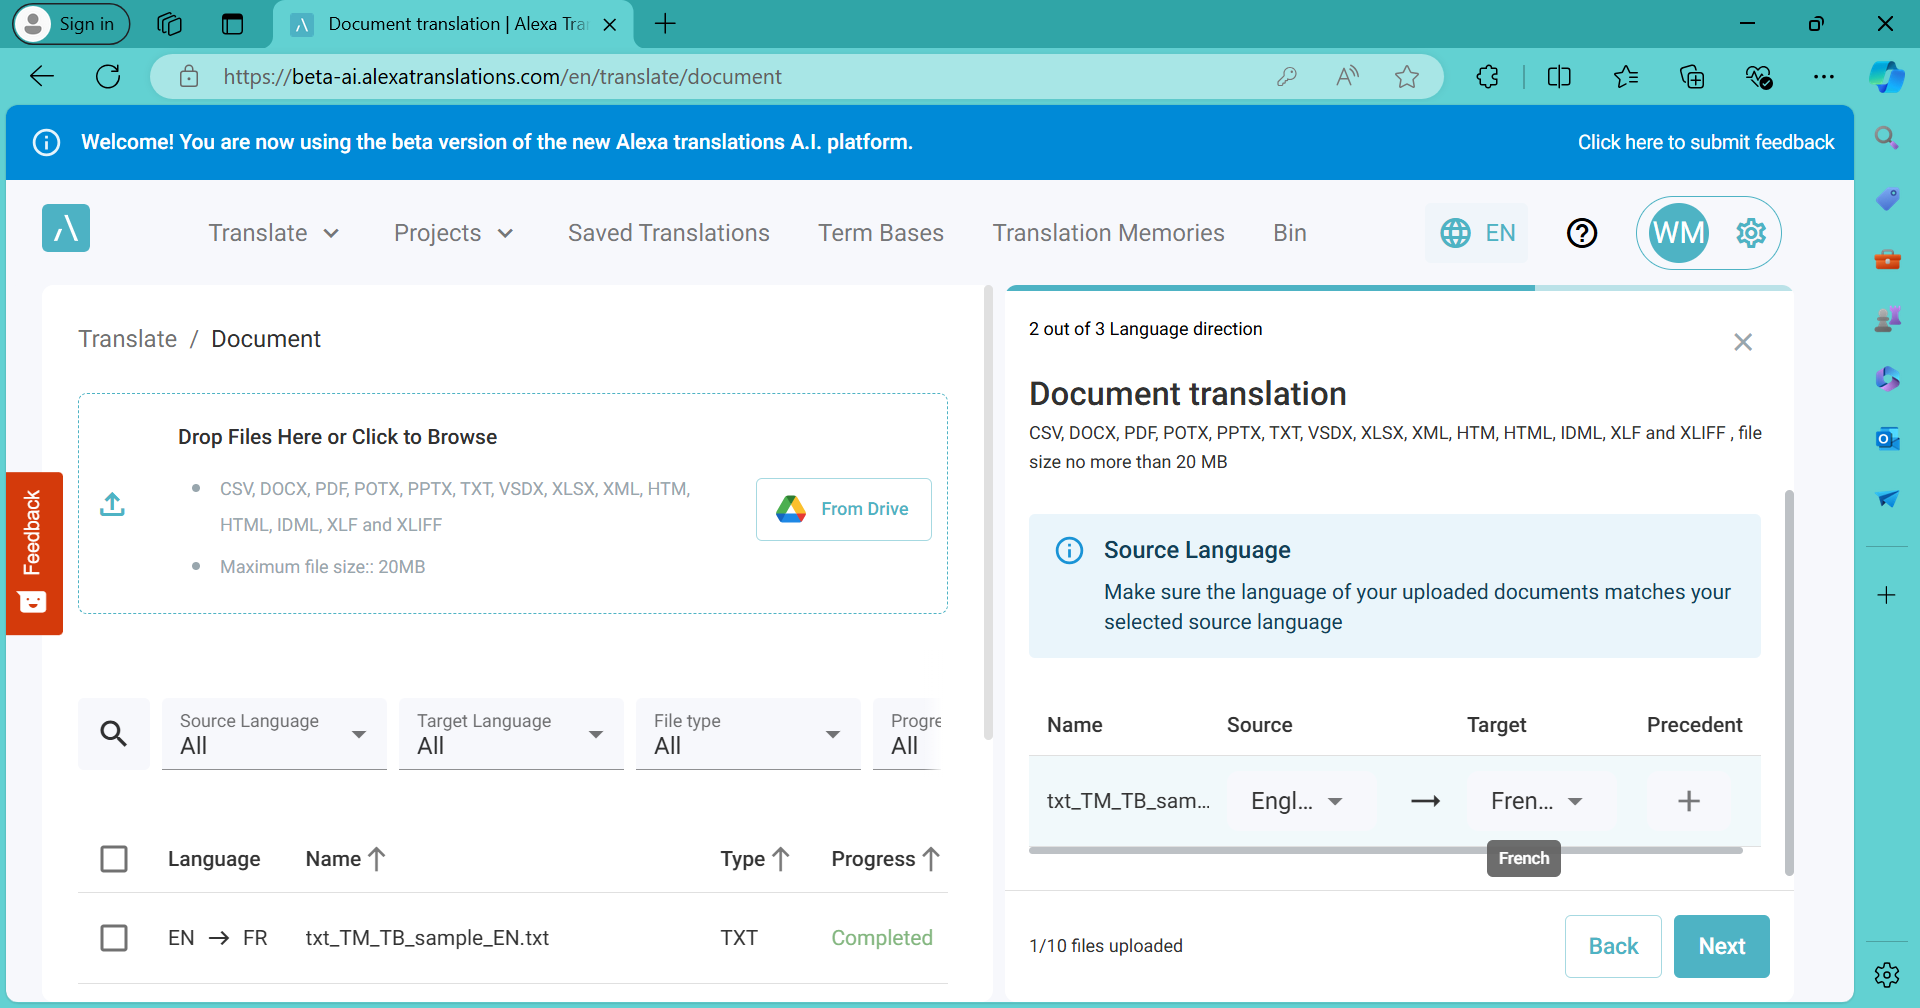 Sign in
Document translation | Alexa Tra
https://beta-ai.alexatranslations.com/en/translate/document
Welcome! You are now using the beta version of the new Alexa translations A.I. platform.
Click here to submit feedback
Translate
Projects
Saved Translations
Term Bases
Translation Memories
Bin
EN
WM
Feedback
Translate / Document
Drop Files Here or Click to Browse
CSV, DOCX, PDF, POTX, PPTX, TXT, VSDX, XLSX, XML, HTM,
HTML, IDML, XLF and XLIFF
Maximum file size:: 20MB
From Drive
Source Language
All
Target Language
All
File type
All
Progre
All
Language Name Type Progress
EN → FR txt_TM_TB_sample_EN.txt TXT Completed
2 out of 3 Language direction
Document translation
CSV, DOCX, PDF, POTX, PPTX, TXT, VSDX, XLSX, XML, HTM, HTML, IDML, XLF and XLIFF , file
size no more than 20 MB
Source Language
Make sure the language of your uploaded documents matches your
selected source language
Name Source Target Precedent
txt_TM_TB_sam... Engl... → Fren... +
French
1/10 files uploaded
Back
Next